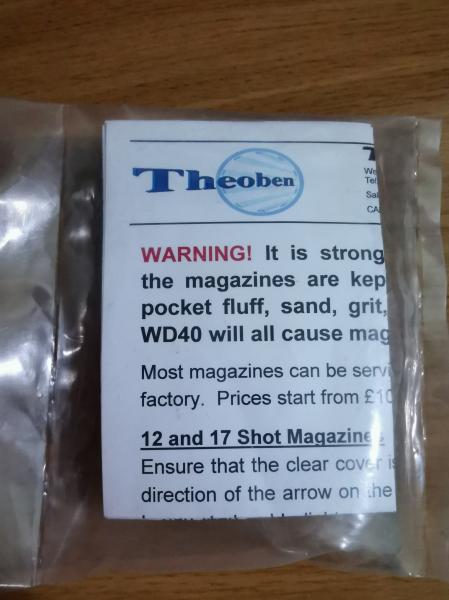 Theoben
WARNING! It is strong
the magazines are kep
pocket fluff, sand, grit,
WD40 will all cause mag
Most magazines can be servi
factory. Prices start from £10
12 and 17 Shot Magazines
Ensure that the clear cover is
direction of the arrow on the